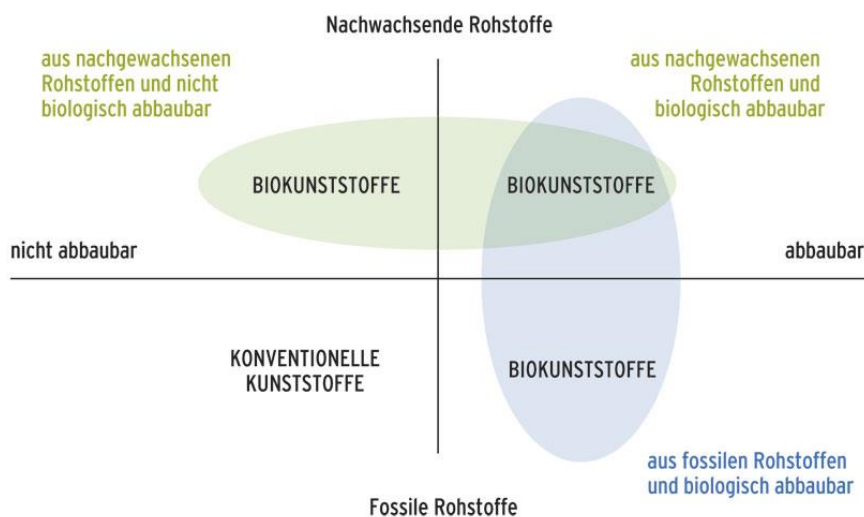 Nachwachsende Rohstoffe
aus nachgewachsenen
Rohstoffen und nicht
biologisch abbaubar
aus nachgewachsenen
Rohstoffen und
biologisch abbaubar
BIOKUNSTSTOFFE
BIOKUNSTSTOFFE
nicht abbaubar
abbaubar
KONVENTIONELLE
KUNSTSTOFFE
BIOKUNSTSTOFFE
aus fossilen Rohstoffen
und biologisch abbaubar
Fossile Rohstoffe